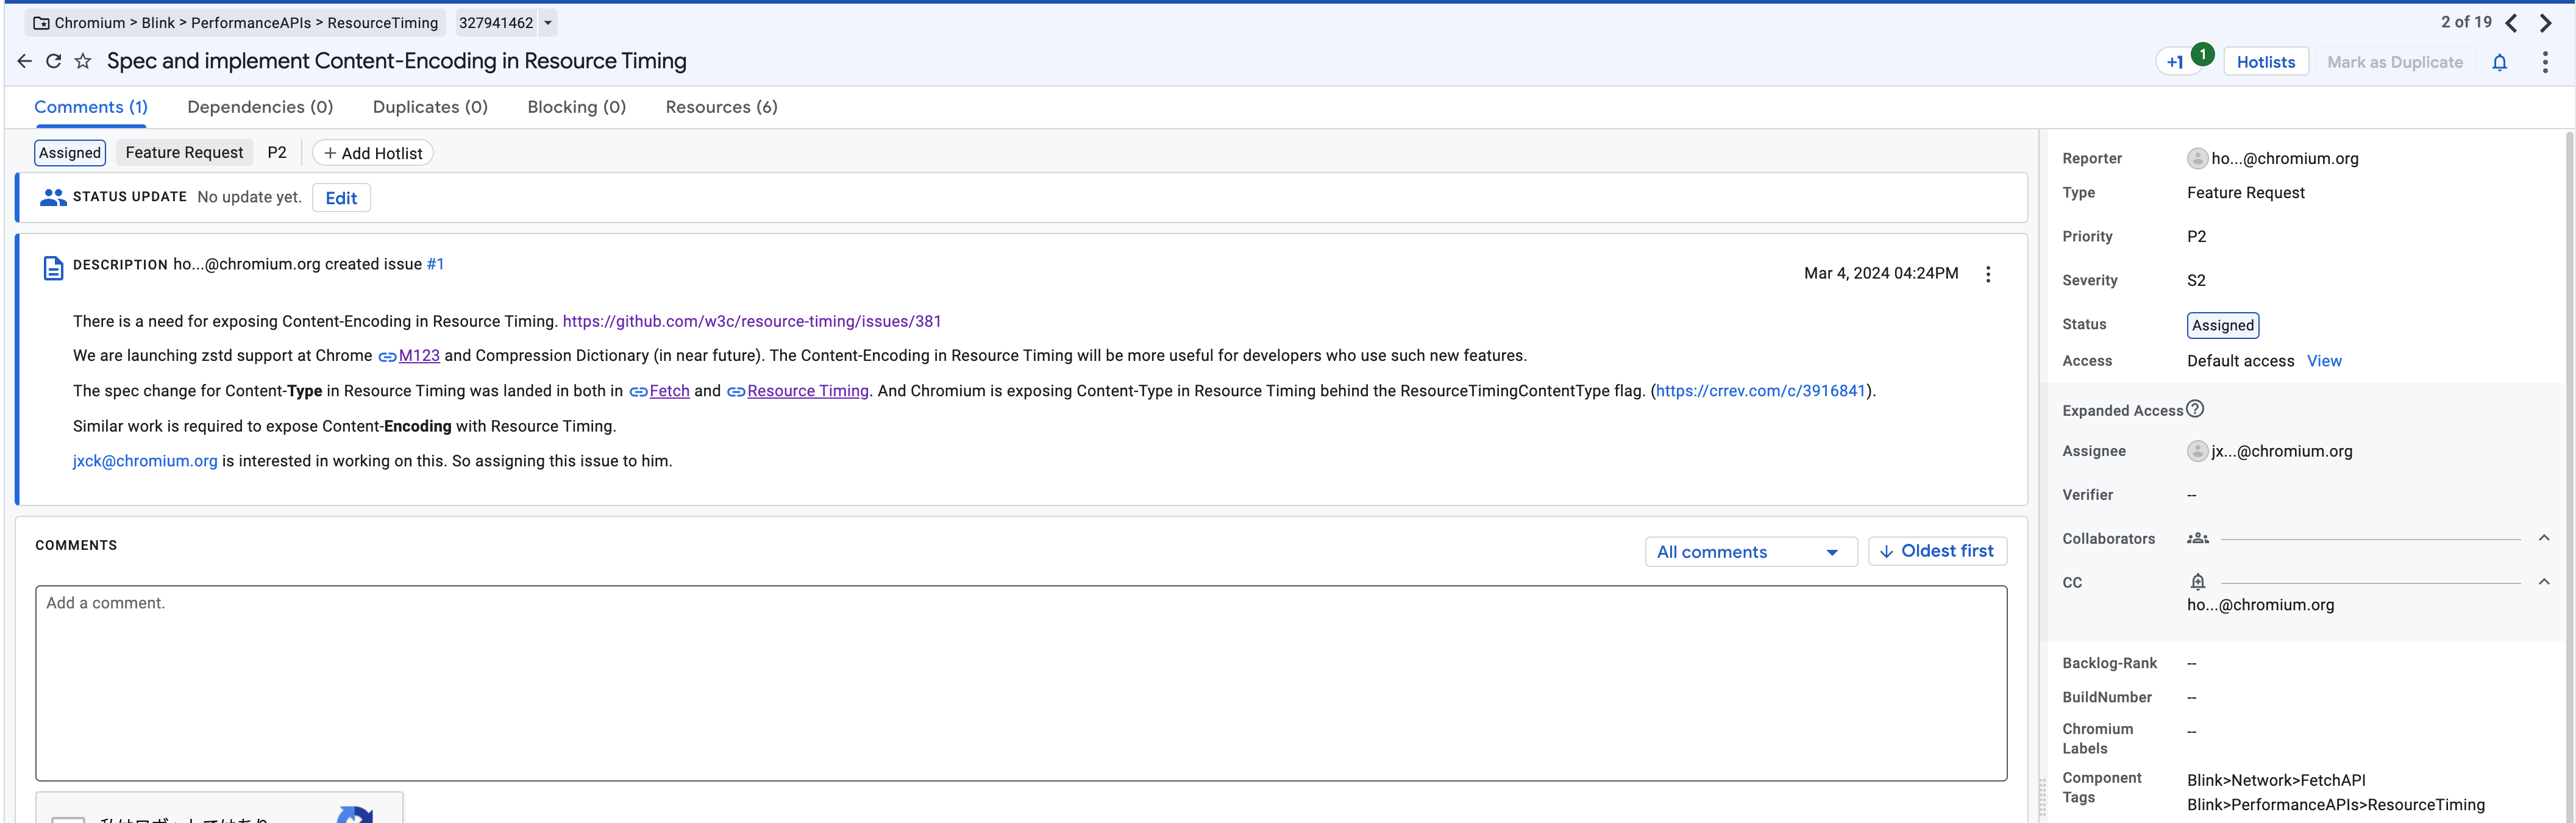 Chromium > Blink > PerformanceAPIs > ResourceTiming 327941462 2 of 19
Spec and implement Content-Encoding in Resource Timing +1 1 Hotlists Mark as Duplicate
Comments (1) Dependencies (0) Duplicates (0) Blocking (0) Resources (6)
Assigned Feature Request P2 + Add Hotlist
STATUS UPDATE No update yet. Edit
DESCRIPTION ho...@chromium.org created issue #1
Mar 4, 2024 04:24PM
There is a need for exposing Content-Encoding in Resource Timing. https://github.com/w3c/resource-timing/issues/381
We are launching zstd support at Chrome M123 and Compression Dictionary (in near future). The Content-Encoding in Resource Timing will be more useful for developers who use such new features.
The spec change for Content-Type in Resource Timing was landed in both in Fetch and Resource Timing. And Chromium is exposing Content-Type in Resource Timing behind the ResourceTimingContentType flag. (https://crrev.com/c/3916841).
Similar work is required to expose Content-Encoding with Resource Timing.
jxck@chromium.org is interested in working on this. So assigning this issue to him.
COMMENTS
All comments Oldest first
Add a comment.
Reporter ho...@chromium.org
Type Feature Request
Priority P2
Severity S2
Status Assigned
Access Default access View
Expanded Access
Assignee jx...@chromium.org
Verifier --
Collaborators
CC
ho...@chromium.org
Backlog-Rank --
BuildNumber --
Chromium Labels --
Component Tags Blink>Network>FetchAPI
Blink>PerformanceAPIs>ResourceTiming